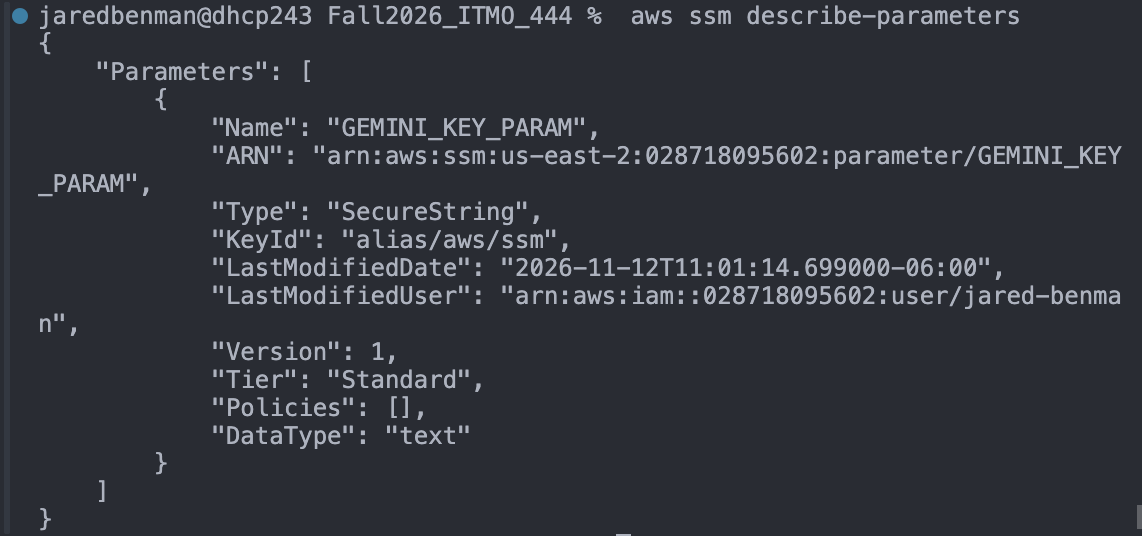 jaredbenman@dhcp243 Fall2026_ITMO_444 %  aws ssm describe-parameters
{
    "Parameters": [
        {
            "Name": "GEMINI_KEY_PARAM",
            "ARN": "arn:aws:ssm:us-east-2:028718095602:parameter/GEMINI_KEY
_PARAM",
            "Type": "SecureString",
            "KeyId": "alias/aws/ssm",
            "LastModifiedDate": "2026-11-12T11:01:14.699000-06:00",
            "LastModifiedUser": "arn:aws:iam::028718095602:user/jared-benma
n",
            "Version": 1,
            "Tier": "Standard",
            "Policies": [],
            "DataType": "text"
        }
    ]
}